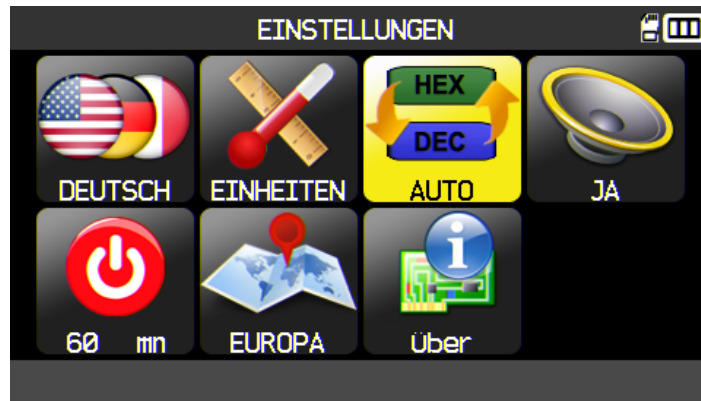 EINSTELLUNGEN
HEX
DEC
DEUTSCH EINHEITEN AUTO JA
60 mn EUROPA Über